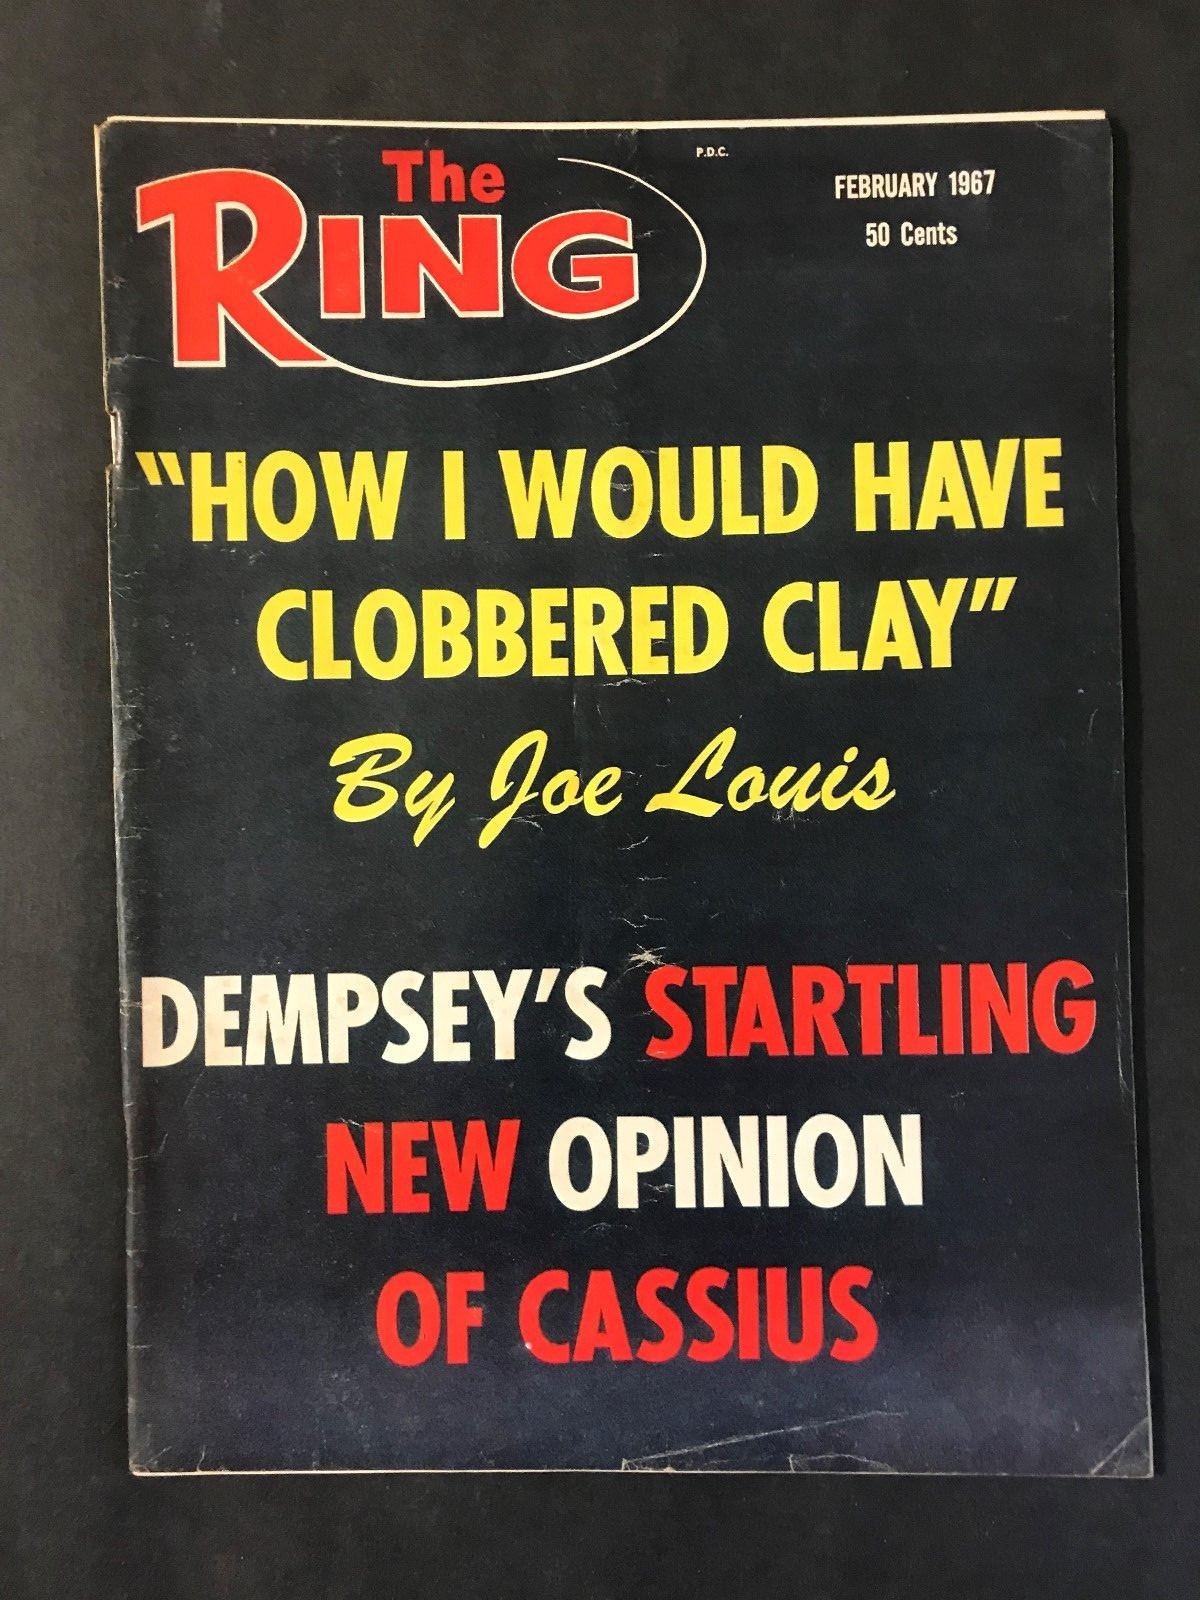 The
RING
P.D.C.
FEBRUARY 1967
50 Cents
"HOW I WOULD HAVE
CLOBBERED CLAY"
By Joe Louis
DEMPSEY'S STARTLING
NEW OPINION
OF CASSIUS